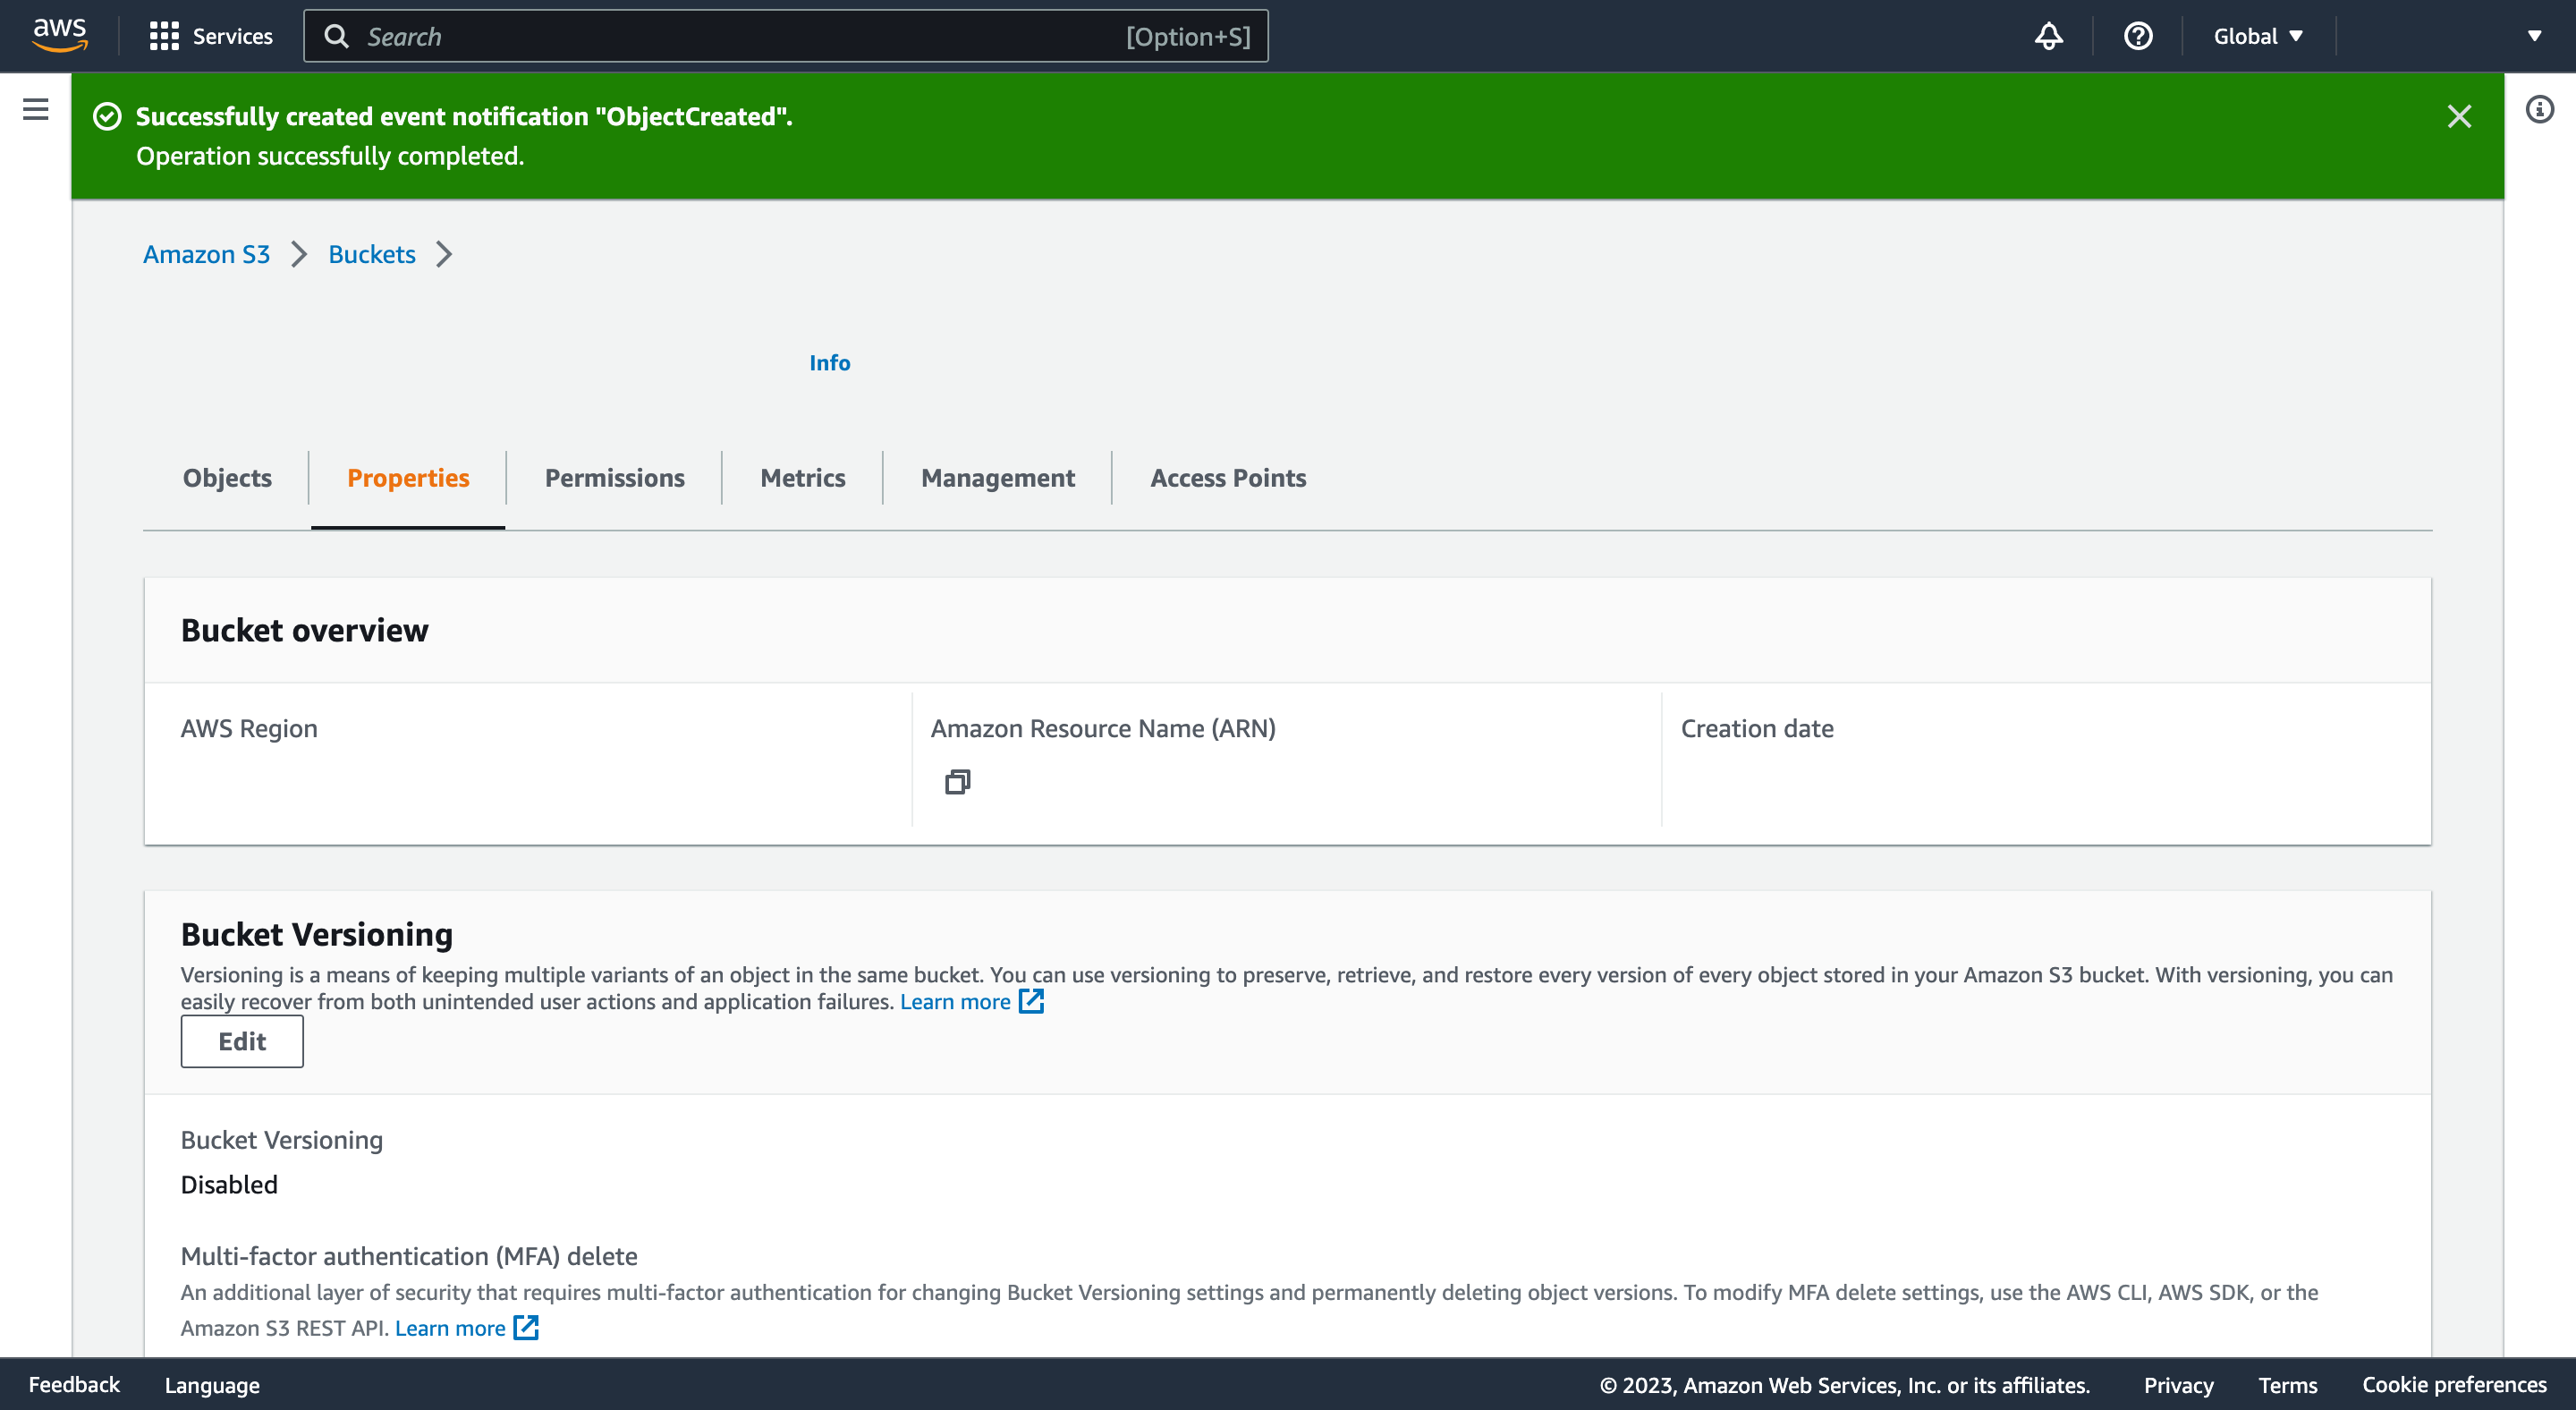 aws
Services
Search
[Option+S]
Global
Successfully created event notification "ObjectCreated".
Operation successfully completed.
Amazon S3
Buckets
Info
Objects
Properties
Permissions
Metrics
Management
Access Points
Bucket overview
AWS Region
Amazon Resource Name (ARN)
Creation date
Bucket Versioning
Versioning is a means of keeping multiple variants of an object in the same bucket. You can use versioning to preserve, retrieve, and restore every version of every object stored in your Amazon S3 bucket. With versioning, you can
easily recover from both unintended user actions and application failures. Learn more
Edit
Bucket Versioning
Disabled
Multi-factor authentication (MFA) delete
An additional layer of security that requires multi-factor authentication for changing Bucket Versioning settings and permanently deleting object versions. To modify MFA delete settings, use the AWS CLI, AWS SDK, or the
Amazon S3 REST API. Learn more
Feedback
Language
© 2023, Amazon Web Services, Inc. or its affiliates.
Privacy
Terms
Cookie preferences